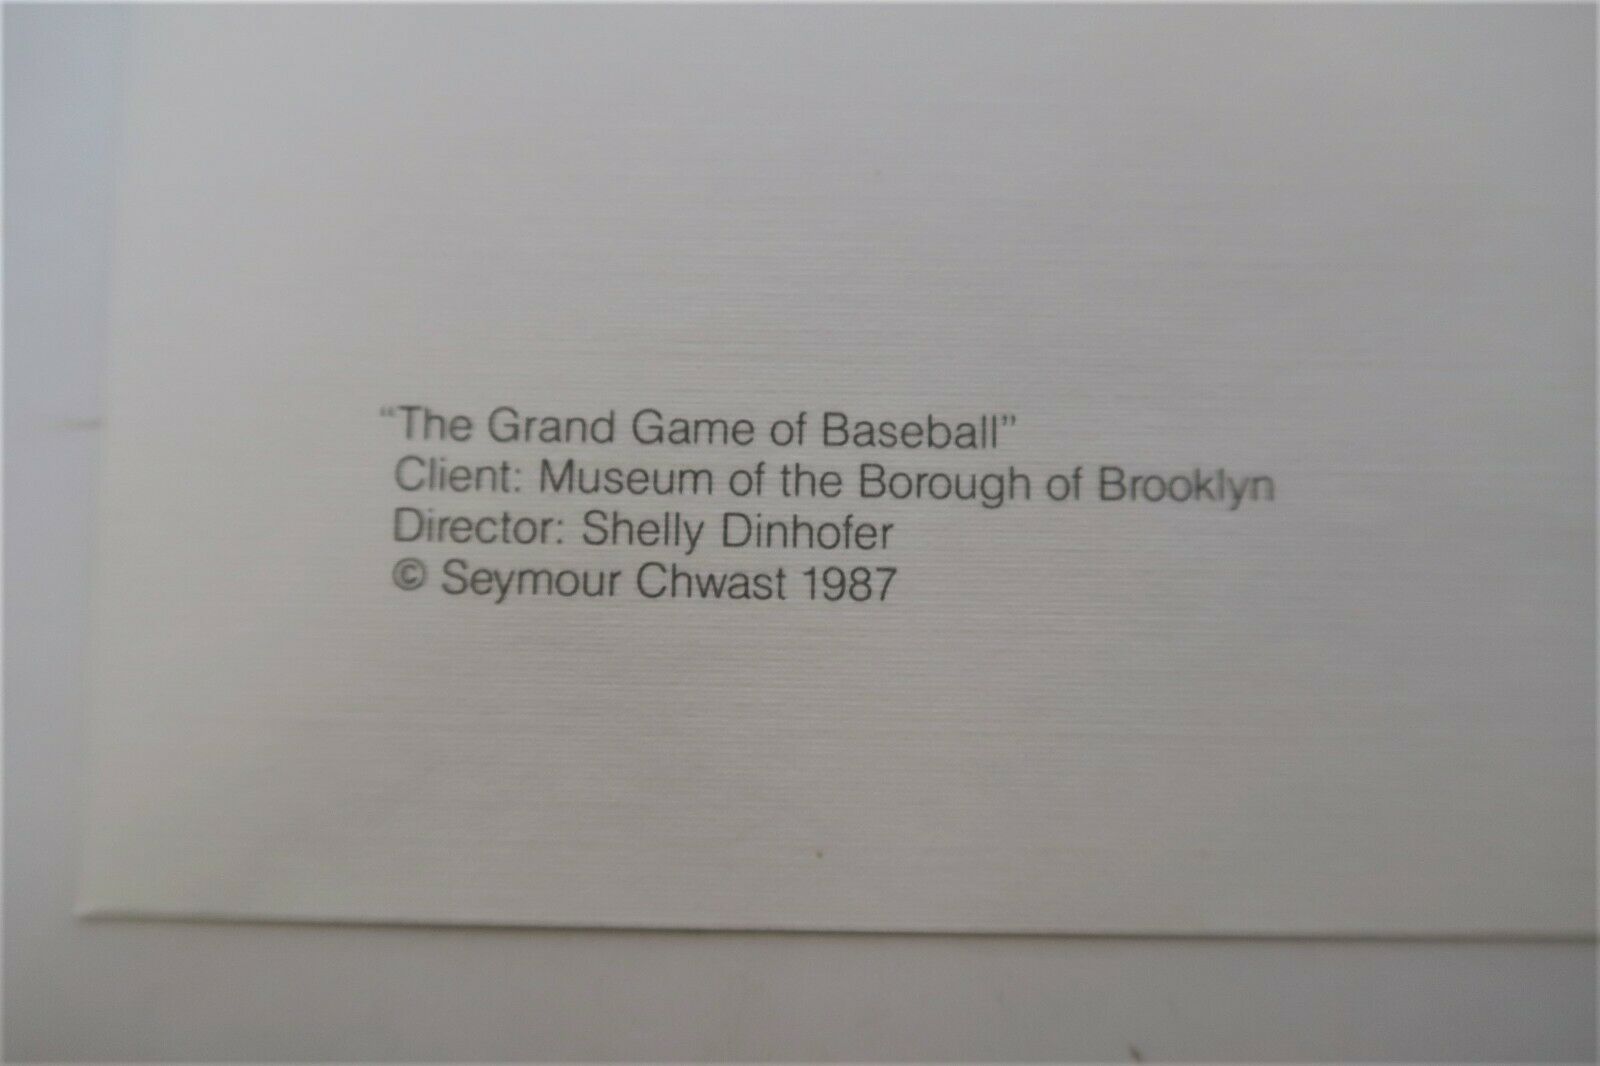 “The Grand Game of Baseball”
Client: Museum of the Borough of Brooklyn
Director: Shelly Dinhofer
© Seymour Chwast 1987